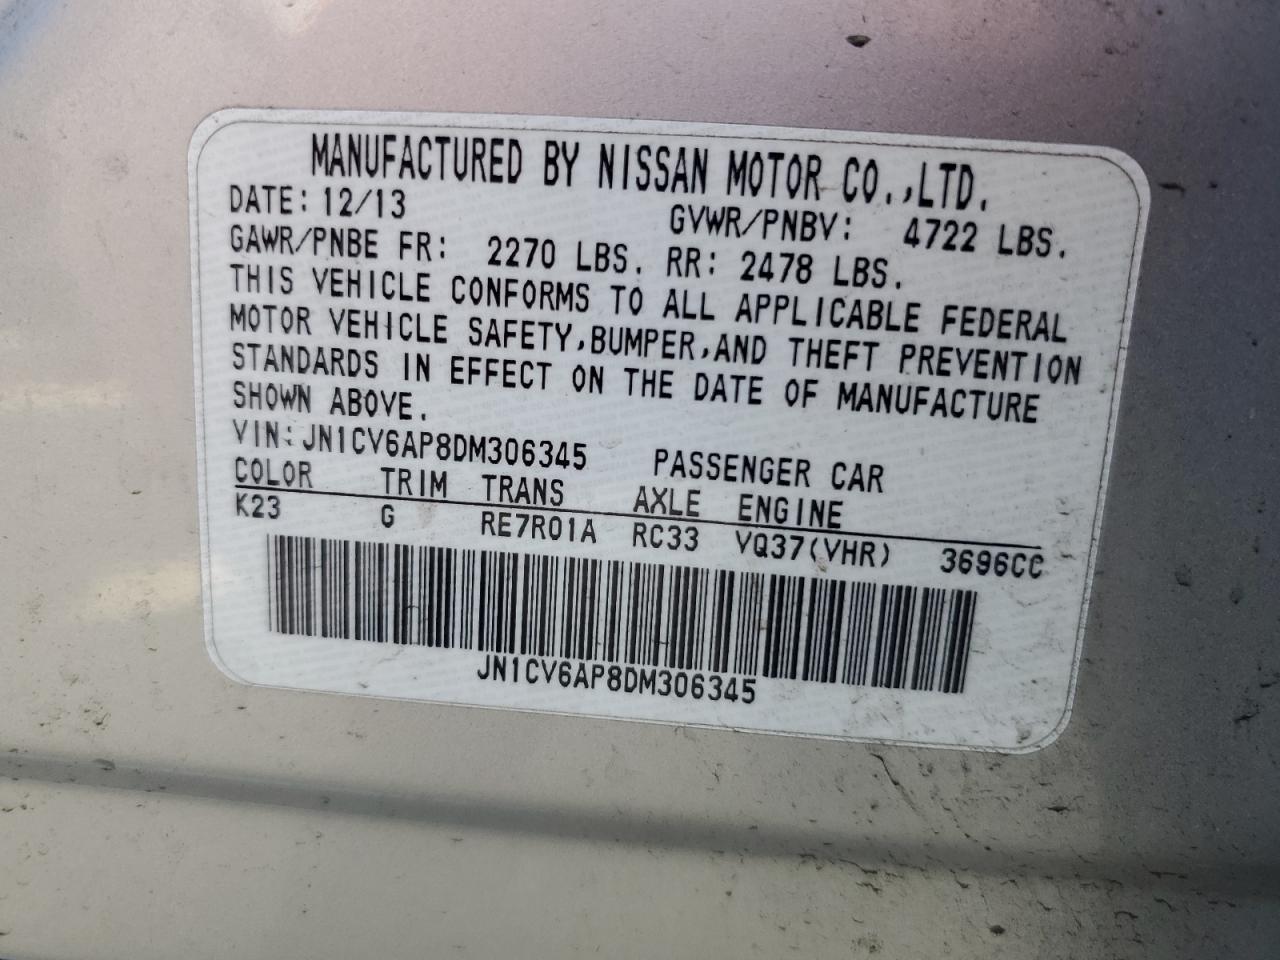 MANUFACTURED BY NISSAN MOTOR CO.,LTD.
DATE: 12/13 GVWR/PNBV: 4722 LBS.
GAWR/PNBE FR: 2270 LBS. RR: 2478 LBS.
THIS VEHICLE CONFORMS TO ALL APPLICABLE FEDERAL
MOTOR VEHICLE SAFETY,BUMPER,AND THEFT PREVENTION
STANDARDS IN EFFECT ON THE DATE OF MANUFACTURE
SHOWN ABOVE.
VIN:JN1CV6AP8DM306345 PASSENGER CAR
COLOR TRIM TRANS AXLE ENGINE
K23 G RE7R01A RC33 VQ37(VHR) 3696CC
JN1CV6AP8DM306345